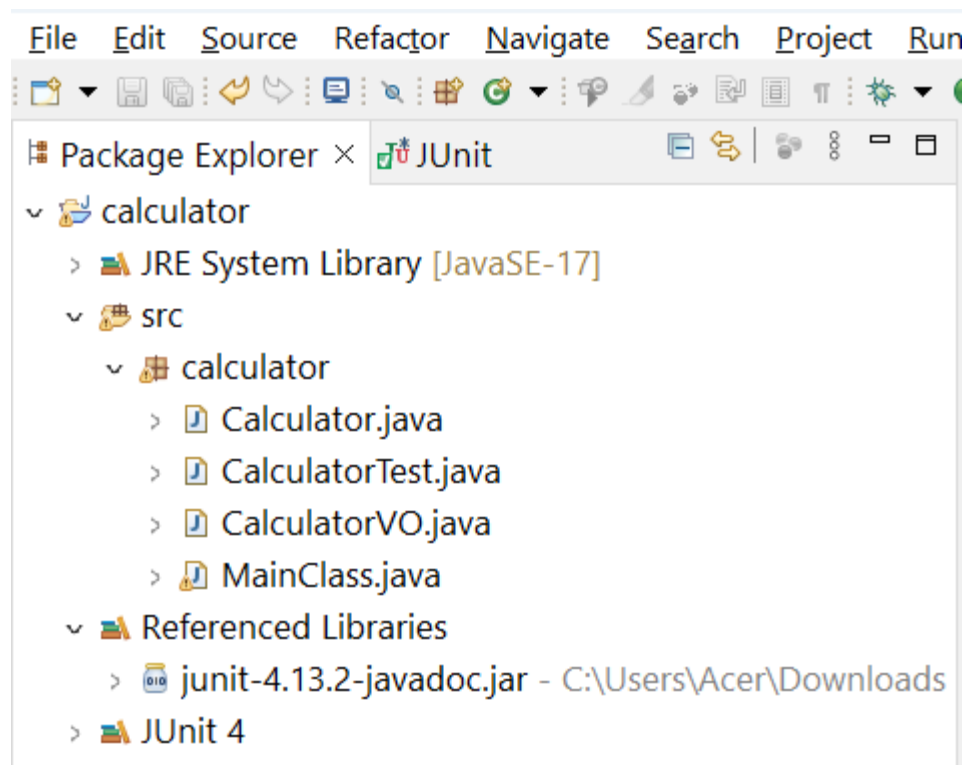 File Edit Source Refactor Navigate Search Project Run
Package Explorer JUnit
calculator
JRE System Library [JavaSE-17]
src
calculator
Calculator.java
CalculatorTest.java
CalculatorVO.java
MainClass.java
Referenced Libraries
junit-4.13.2-javadoc.jar - C:\Users\Acer\Downloads
JUnit 4